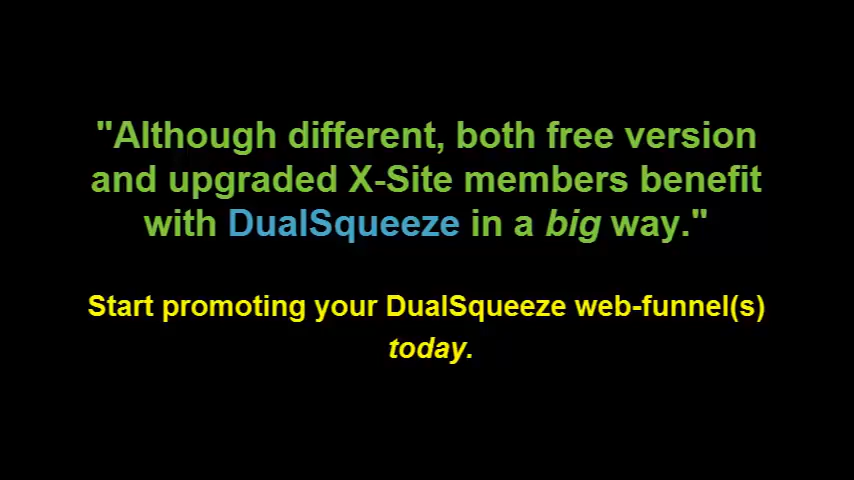 "Although different, both free version
and upgraded X-Site members benefit
with DualSqueeze in a big way."
Start promoting your DualSqueeze web-funnel(s)
today.